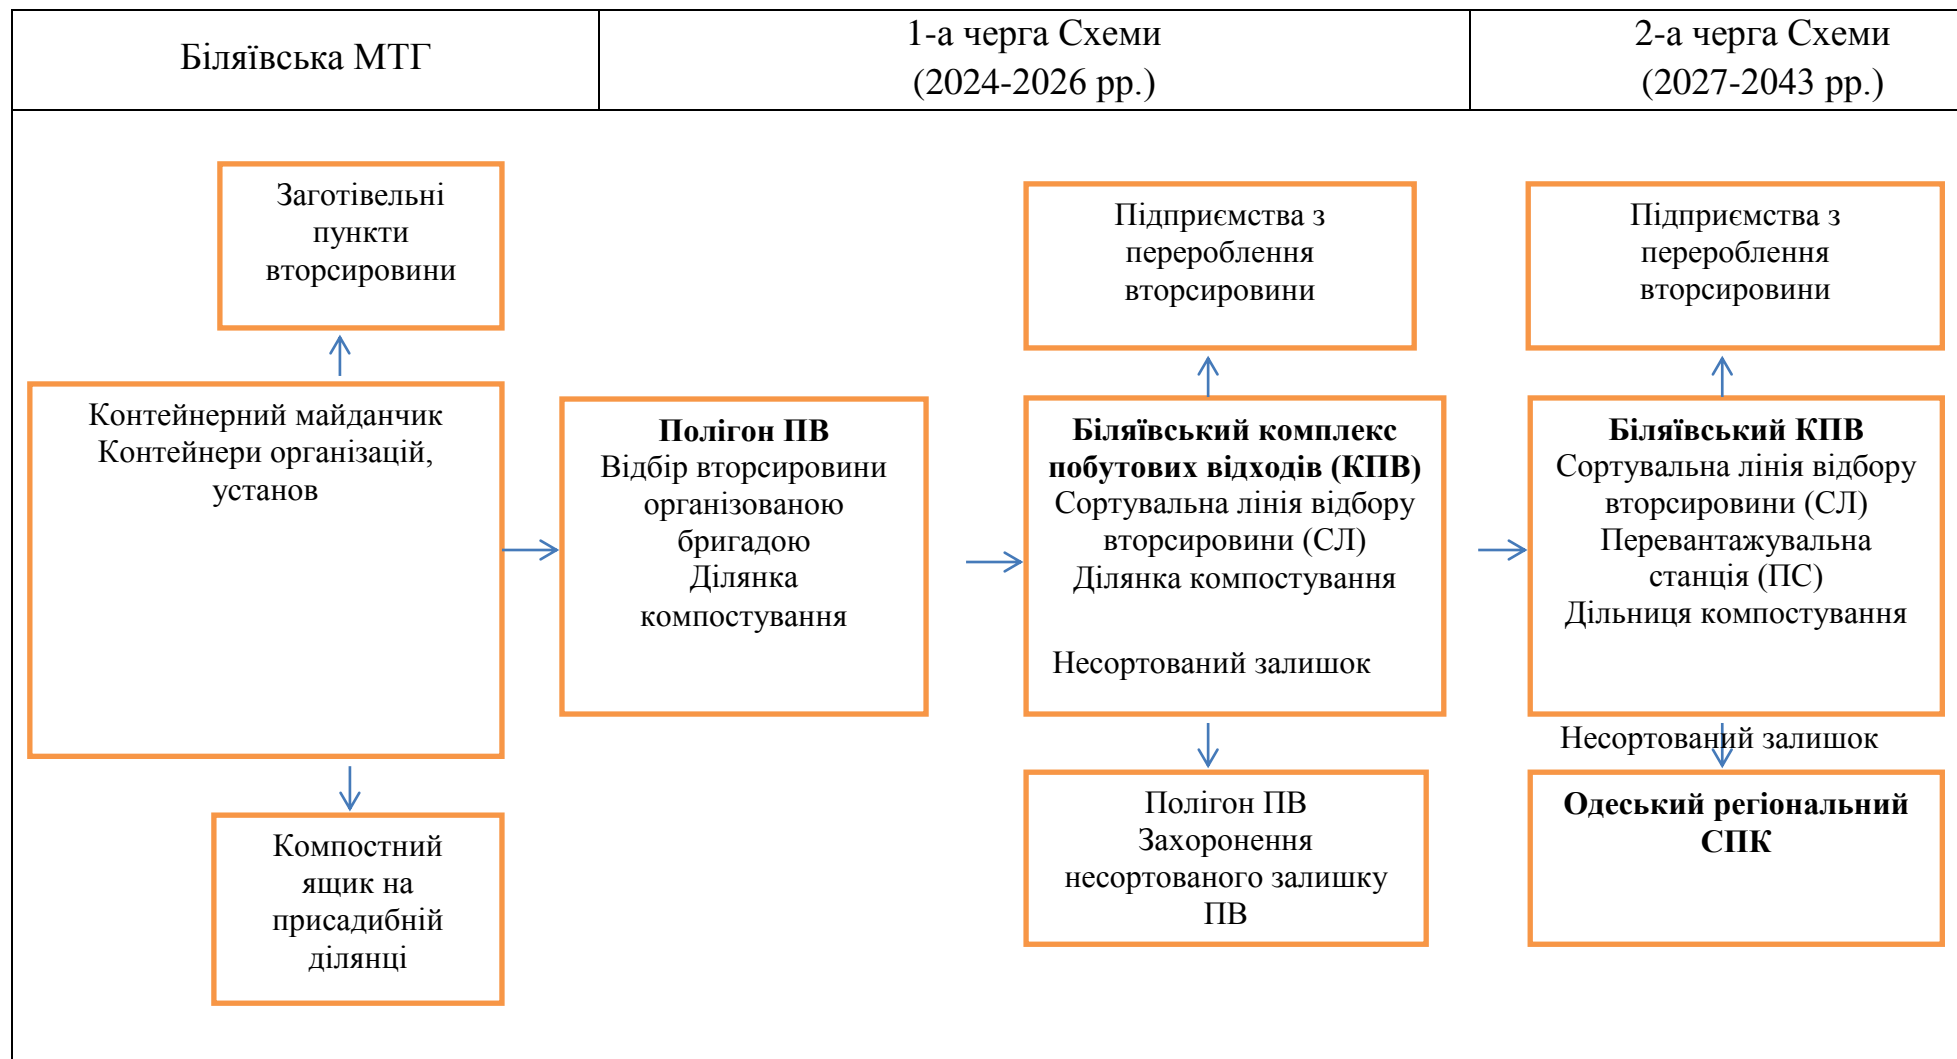 Біляївська МТГ
1-а черга Схеми
(2024-2026 рр.)
2-а черга Схеми
(2027-2043 рр.)
Заготівельні
пункти
вторсировини
Контейнерний майданчик
Контейнери організацій,
установ
Компостний
ящик на
присадибній
ділянці
Полігон ПВ
Відбір вторсировини
організованою
бригадою
Ділянка
компостування
Підприємства з
перероблення
вторсировини
Біляївський комплекс
побутових відходів (КПВ)
Сортувальна лінія відбору
вторсировини (СЛ)
Ділянка компостування
Несортований залишок
Полігон ПВ
Захоронення
несортованого залишку
ПВ
Підприємства з
перероблення
вторсировини
Біляївський КПВ
Сортувальна лінія відбору
вторсировини (СЛ)
Перевантажувальна
станція (ПС)
Дільниця компостування
Несортований залишок
Одеський регіональний
СПК